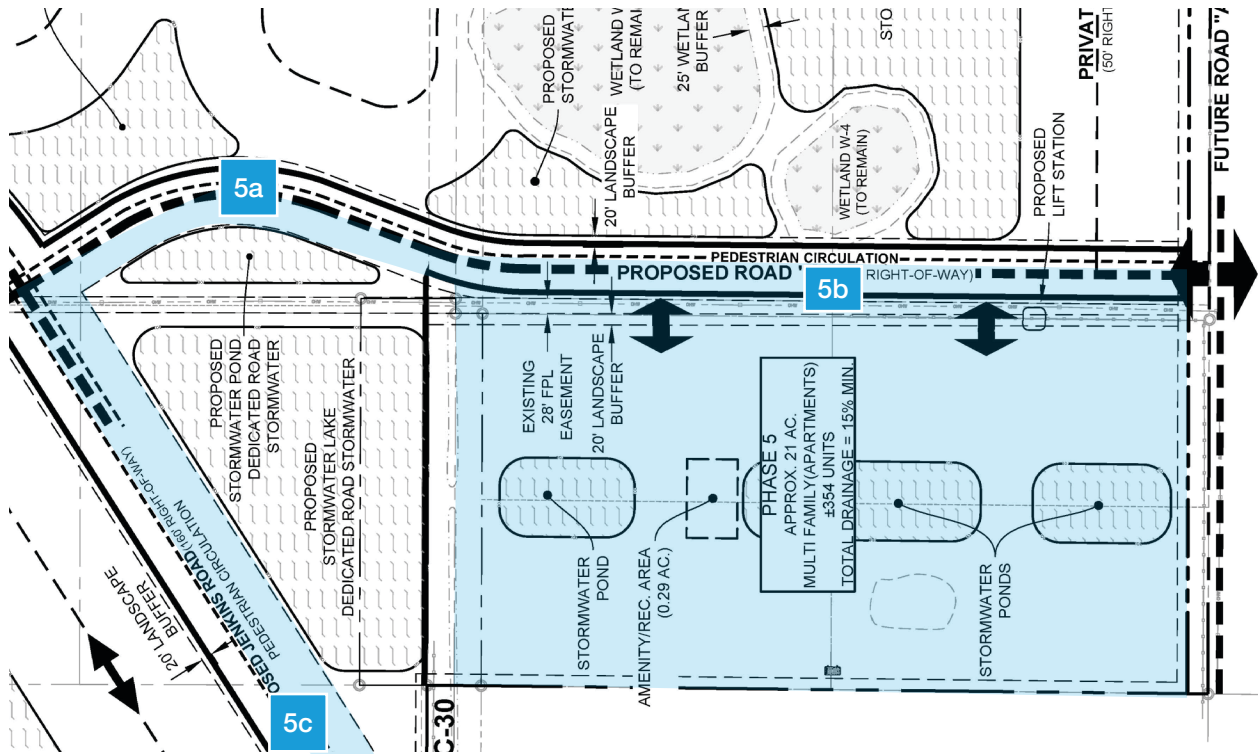 PROPOSED
STORMWATER
WETLAND W
(TO REMAIN
25' WETLAND
BUFFER
STO
PRIVAT
(50' RIGHT
FUTURE ROAD "A
5a
20' LANDSCAPE
BUFFER
WETLAND W-4
(TO REMAIN)
PROPOSED
LIFT STATION
PEDESTRIAN CIRCULATION
PROPOSED ROAD
RIGHT-OF-WAY)
5b
PROPOSED
STORMWATER POND
DEDICATED ROAD
STORMWATER
PROPOSED
STORMWATER LAKE
DEDICATED ROAD STORMWATER
EXISTING
28' FPL
EASEMENT
20' LANDSCAPE
BUFFER
PHASE 5
APPROX. 21 AC.
MULTI FAMILY(APARTMENTS)
±354 UNITS
TOTAL DRAINAGE = 15% MIN.
STORMWATER
POND
AMENITY/REC. AREA
(0.29 AC.)
STORMWATER
PONDS
20' LANDSCAPE
BUFFER
OSED JENKINS ROAD (160' RIGHT-OF-WAY)
PEDESTRIAN CIRCULATION
5c
C-30